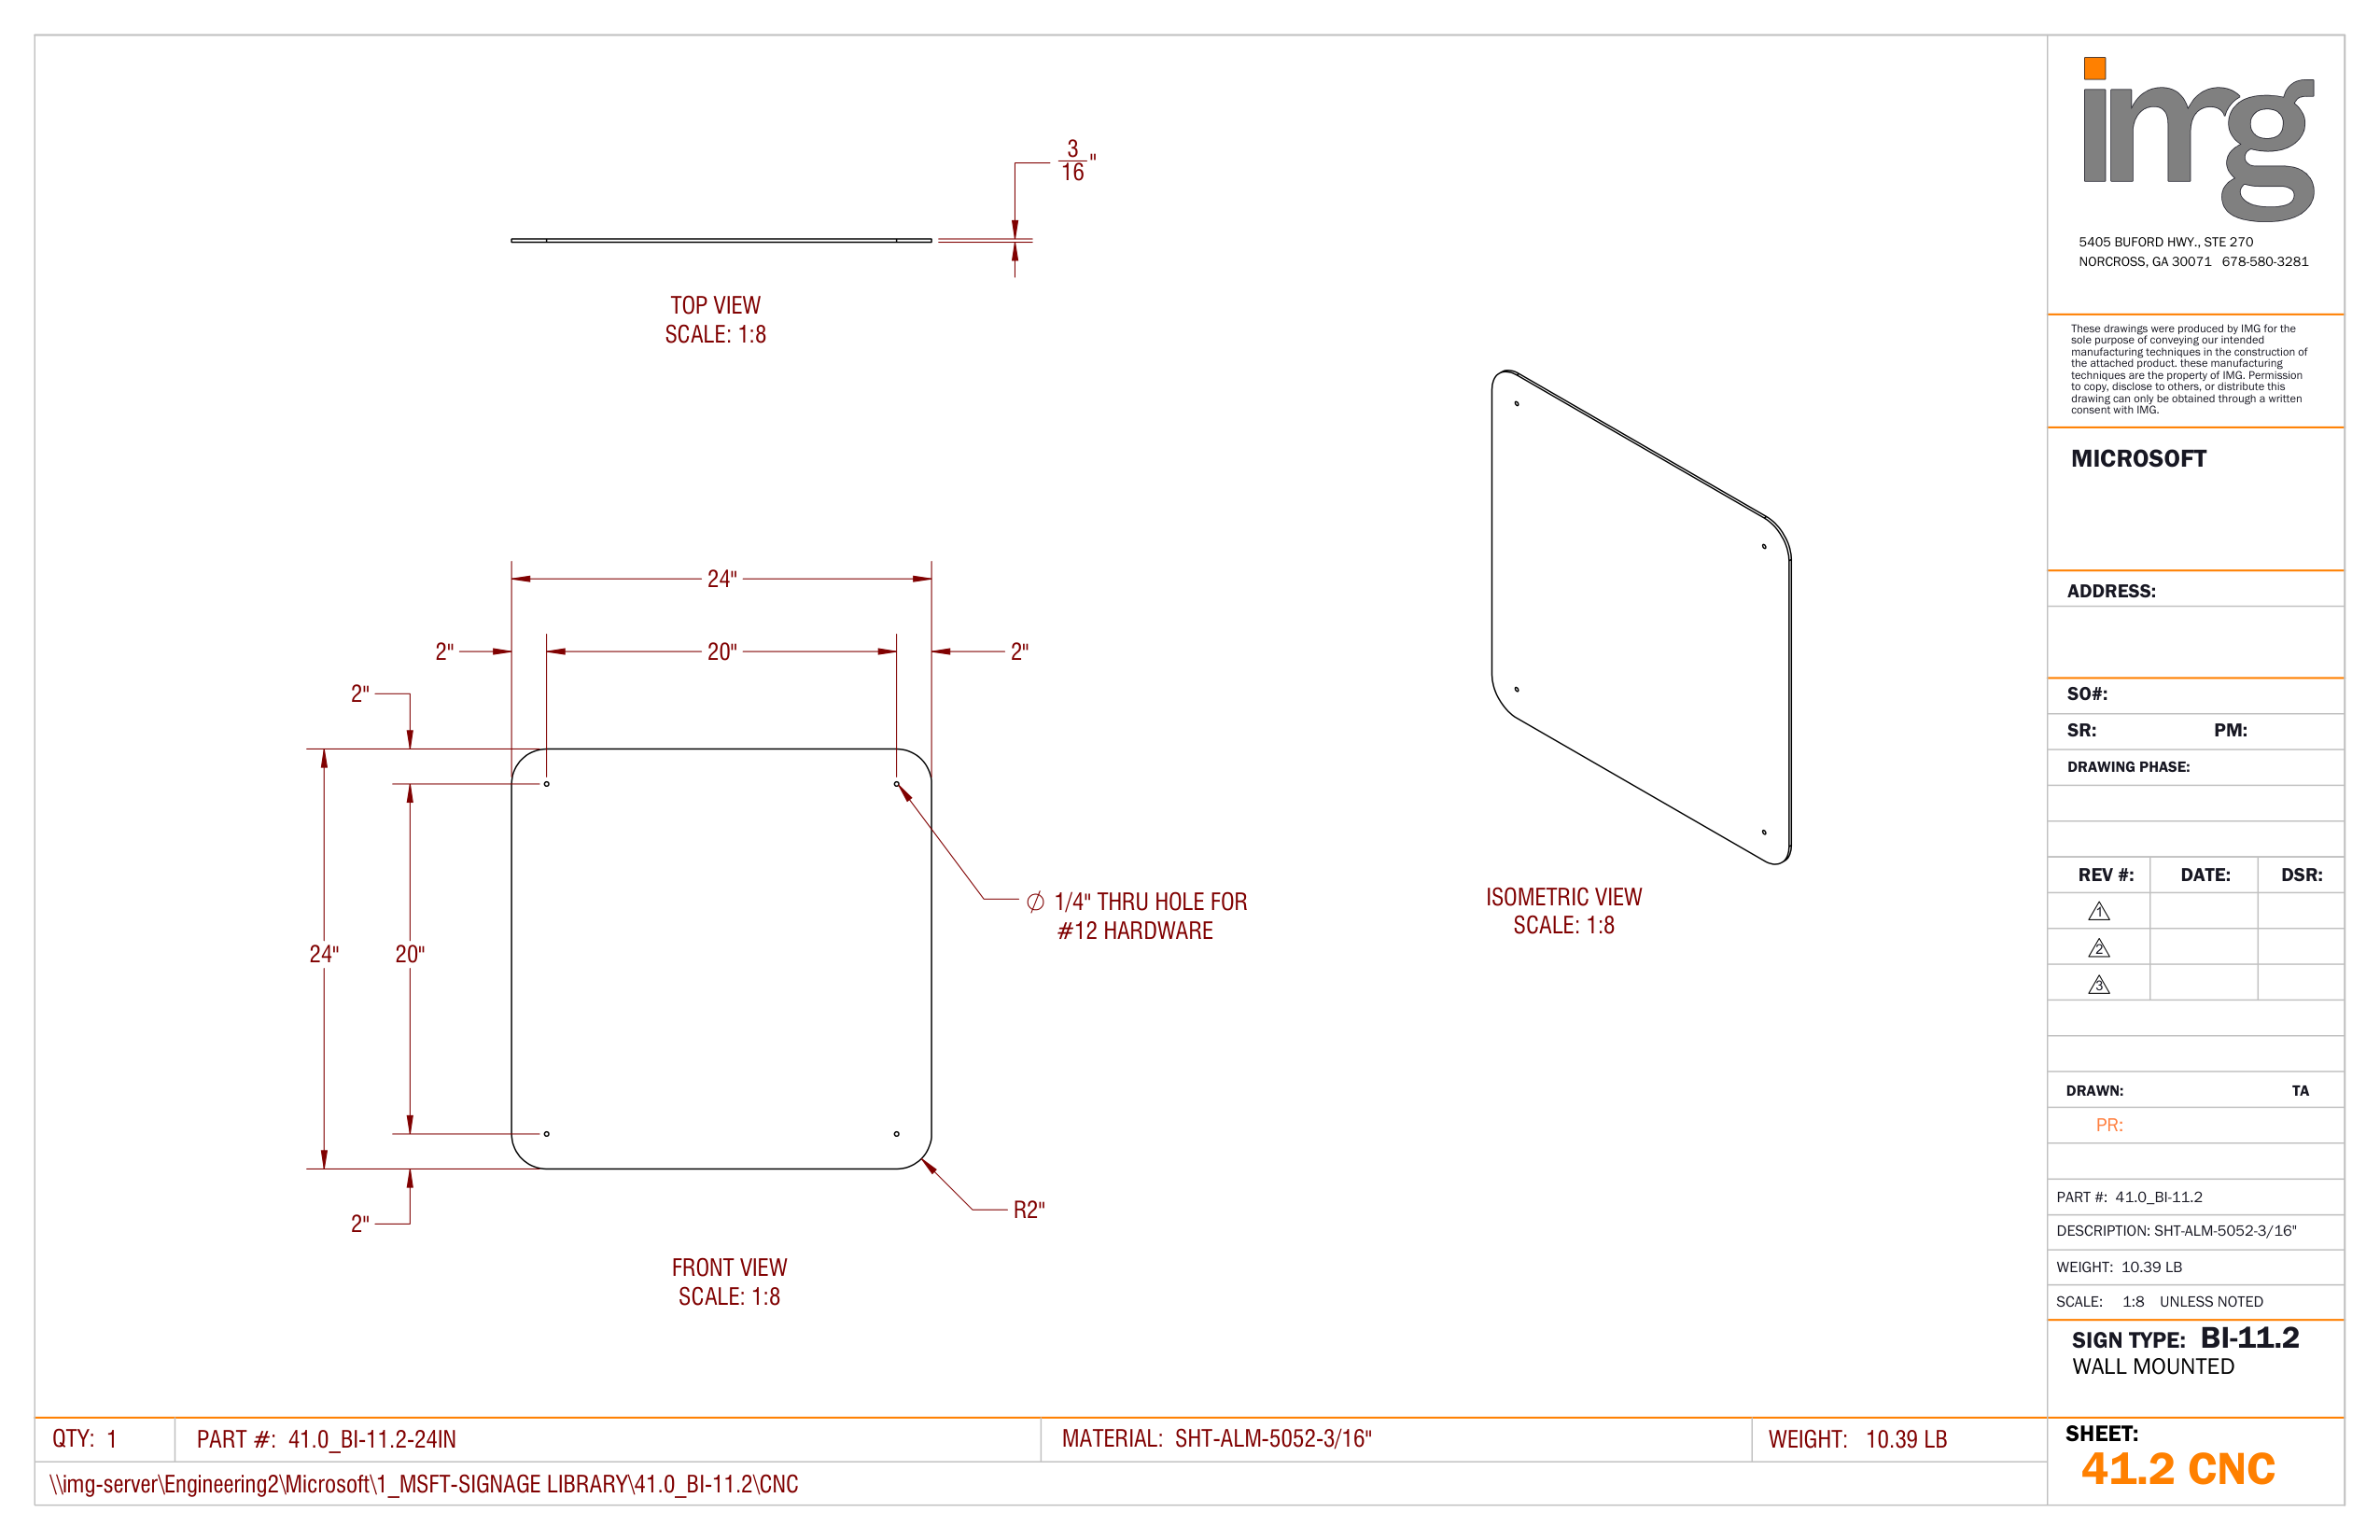 3
16"
TOP VIEW
SCALE: 1:8
24"
2"
20"
2"
2"
24"
20"
2"
Ø 1/4" THRU HOLE FOR
#12 HARDWARE
R2"
FRONT VIEW
SCALE: 1:8
ISOMETRIC VIEW
SCALE: 1:8
img
5405 BUFORD HWY., STE 270
NORCROSS, GA 30071 678-580-3281
These drawings were produced by IMG for the
sole purpose of conveying our intended
manufacturing techniques in the construction of
the attached product. these manufacturing
techniques are the property of IMG. Permission
to copy, disclose to others, or distribute this
drawing can only be obtained through a written
consent with IMG.
MICROSOFT
ADDRESS:
SO#:
SR: PM:
DRAWING PHASE:
REV #: DATE: DSR:
1
2
3
DRAWN: TA
PR:
PART #: 41.0_BI-11.2
DESCRIPTION: SHT-ALM-5052-3/16"
WEIGHT: 10.39 LB
SCALE: 1:8 UNLESS NOTED
SIGN TYPE: BI-11.2
WALL MOUNTED
SHEET:
41.2 CNC
QTY: 1 PART #: 41.0_BI-11.2-24IN MATERIAL: SHT-ALM-5052-3/16" WEIGHT: 10.39 LB
\\img-server\Engineering2\Microsoft\1_MSFT-SIGNAGE LIBRARY\41.0_BI-11.2\CNC